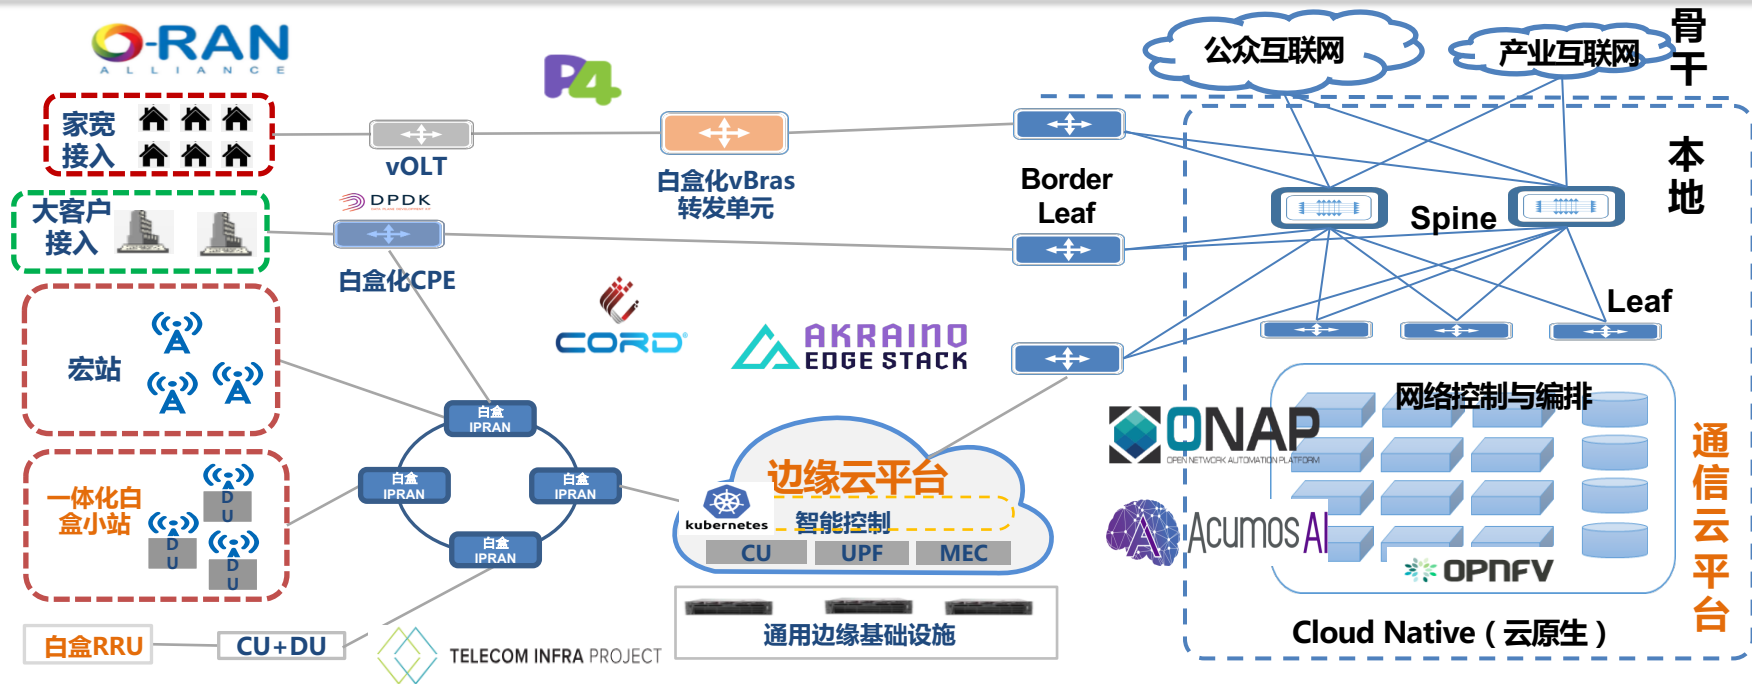 O-RAN
ALLIANCE
P4
公众互联网
产业互联网
骨干
家宽
接入
vOLT
白盒化vBras
转发单元
Border
Leaf
本地
大客户
接入
DPDK
白盒化CPE
Spine
Leaf
宏站
CORD®
AKRAINO
EDGE STACK
网络控制与编排
ONAP
OPEN NETWORK AUTOMATION PLATFORM
通信云平台
白盒
IPRAN
白盒
IPRAN
白盒
IPRAN
白盒
IPRAN
一体化白
盒小站
DU
DU
DU
边缘云平台
kubernetes
智能控制
CU
UPF
MEC
Acumos AI
OPNFV
通用边缘基础设施
Cloud Native（云原生）
白盒RRU
CU+DU
TELECOM INFRA PROJECT